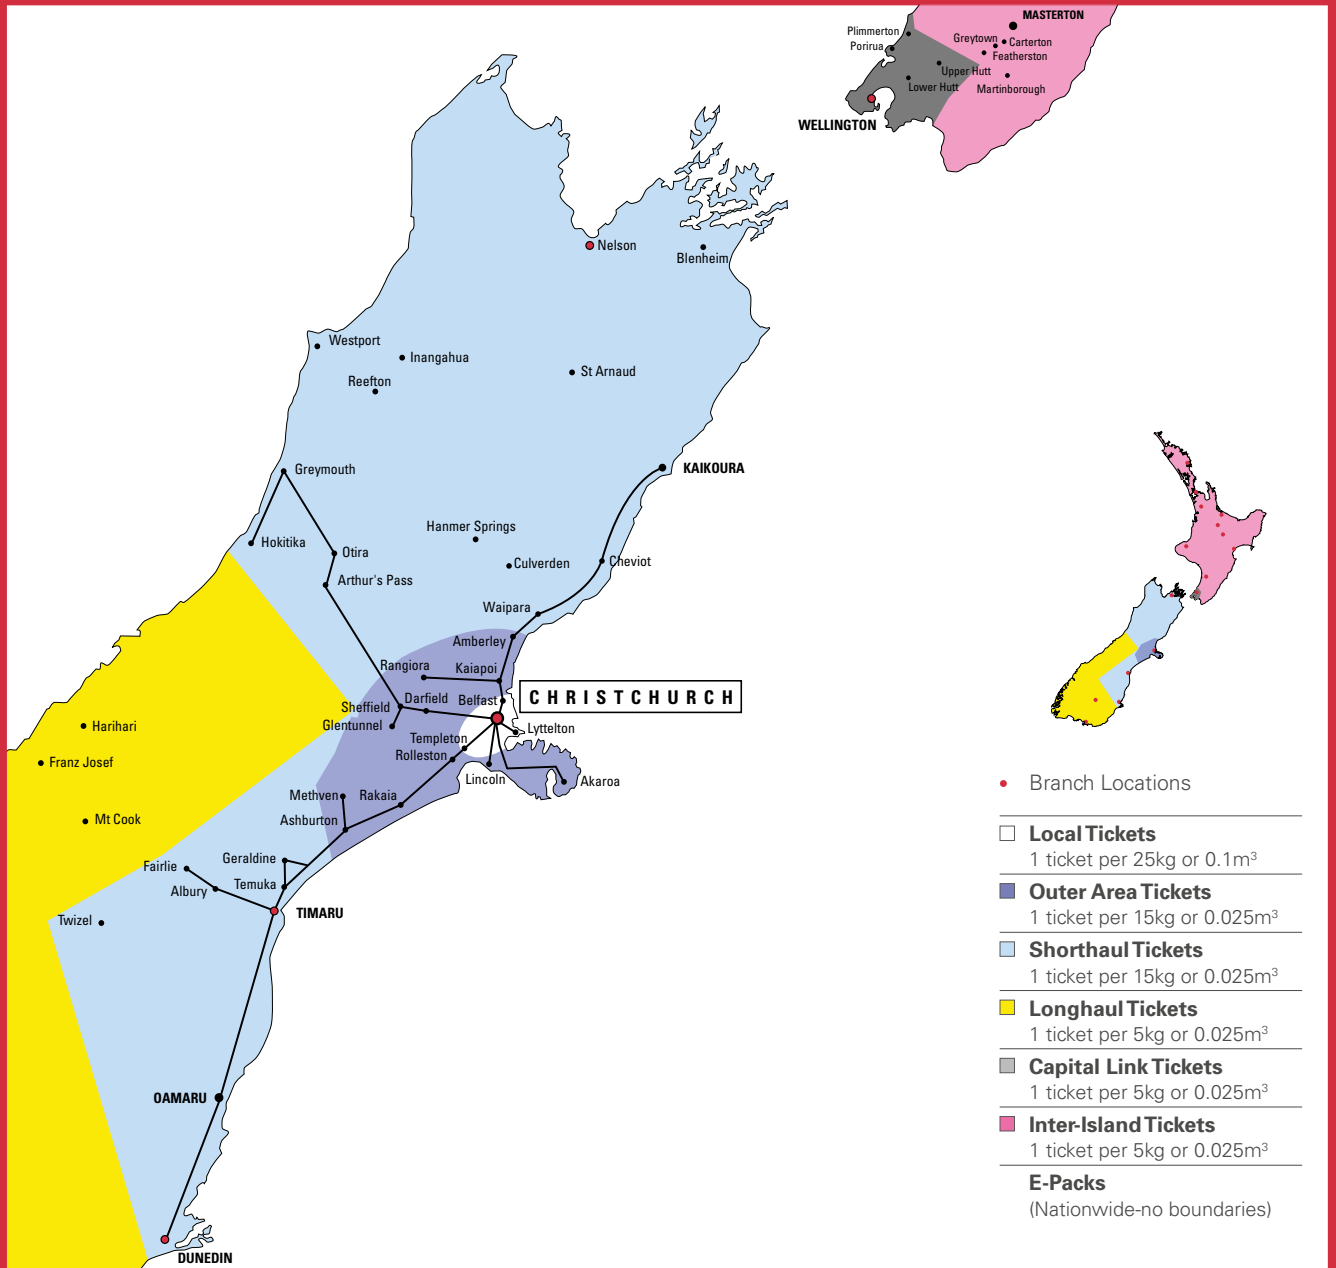 MASTERTON
Plimmerton
Greytown
Carterton
Porirua
Featherston
Upper Hutt
Lower Hutt
Martinborough
WELLINGTON
Nelson
Blenheim
Westport
Inangahua
St Arnaud
Reefton
KAIKOURA
Greymouth
Hanmer Springs
Hokitika
Otira
Culverden
Cheviot
Arthur's Pass
Waipara
Amberley
Rangiora
Kaiapoi
CHRISTCHURCH
Darfield
Belfast
Sheffield
Harihari
Glentunnel
Lyttelton
Templeton
Rolleston
Franz Josef
Lincoln
Akaroa
Methven
Rakaia
Mt Cook
Ashburton
Geraldine
Fairlie
Temuka
Albury
TIMARU
Twizel
OAMARU
DUNEDIN
Branch Locations
Local Tickets
1 ticket per 25kg or 0.1m³
Outer Area Tickets
1 ticket per 15kg or 0.025m³
Shorthaul Tickets
1 ticket per 15kg or 0.025m³
Longhaul Tickets
1 ticket per 5kg or 0.025m³
Capital Link Tickets
1 ticket per 5kg or 0.025m³
Inter-Island Tickets
1 ticket per 5kg or 0.025m³
E-Packs
(Nationwide-no boundaries)